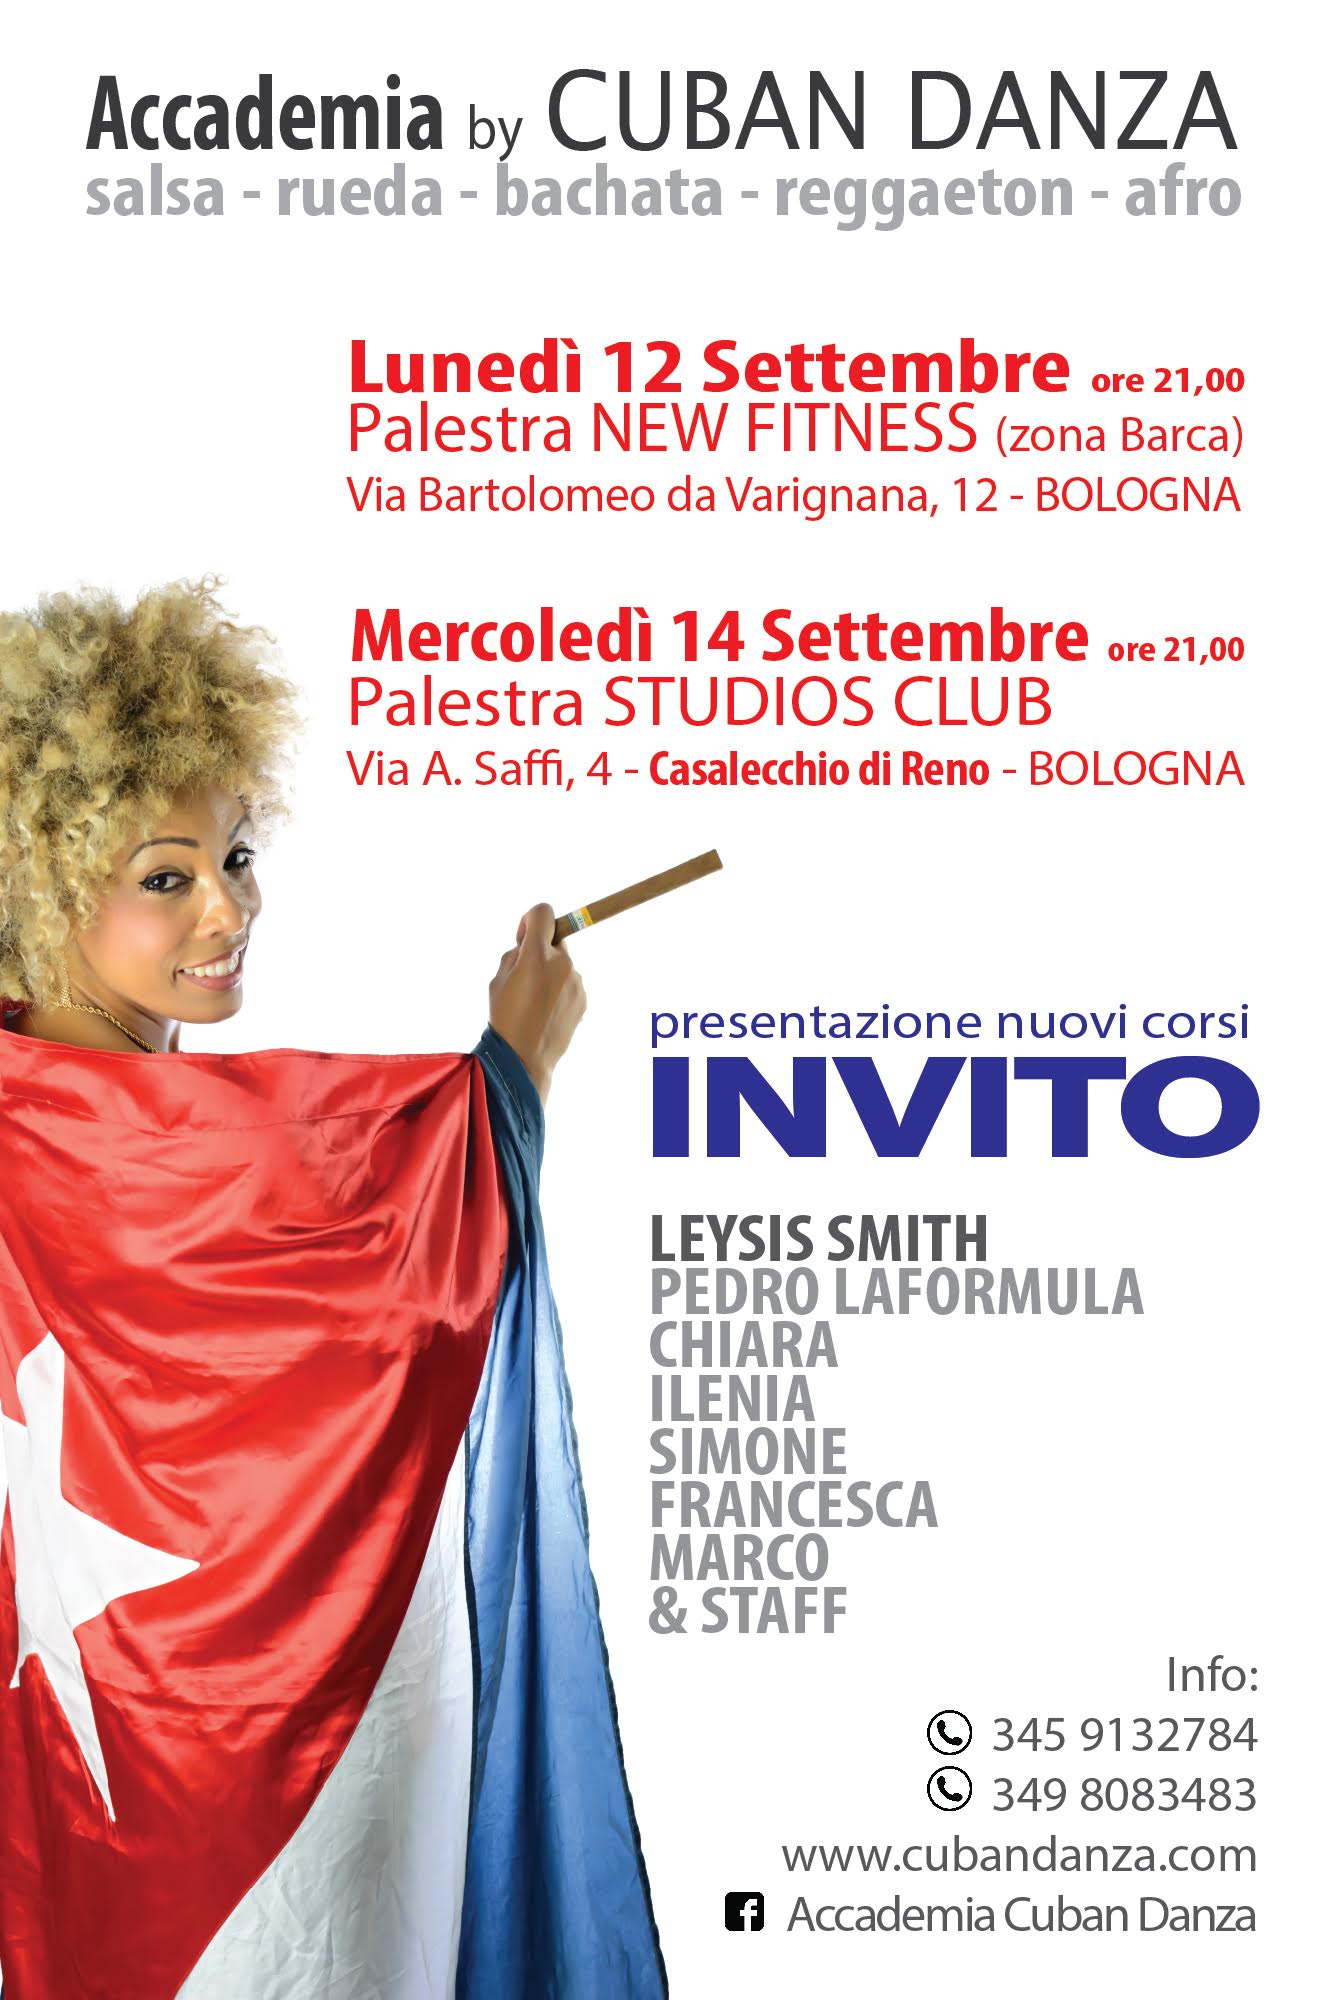 Accademia by CUBAN DANZA
salsa - rueda - bachata - reggaeton - afro
Lunedì 12 Settembre ore 21,00
Palestra NEW FITNESS (zona Barca)
Via Bartolomeo da Varignana, 12 - BOLOGNA
Mercoledì 14 Settembre ore 21,00
Palestra STUDIOS CLUB
Via A. Saffi, 4 - Casalecchio di Reno - BOLOGNA
presentazione nuovi corsi
INVITO
LEYSIS SMITH
PEDRO LAFORMULA
CHIARA
ILENIA
SIMONE
FRANCESCA
MARCO
& STAFF
Info:
345 9132784
349 8083483
www.cubandanza.com
Accademia Cuban Danza